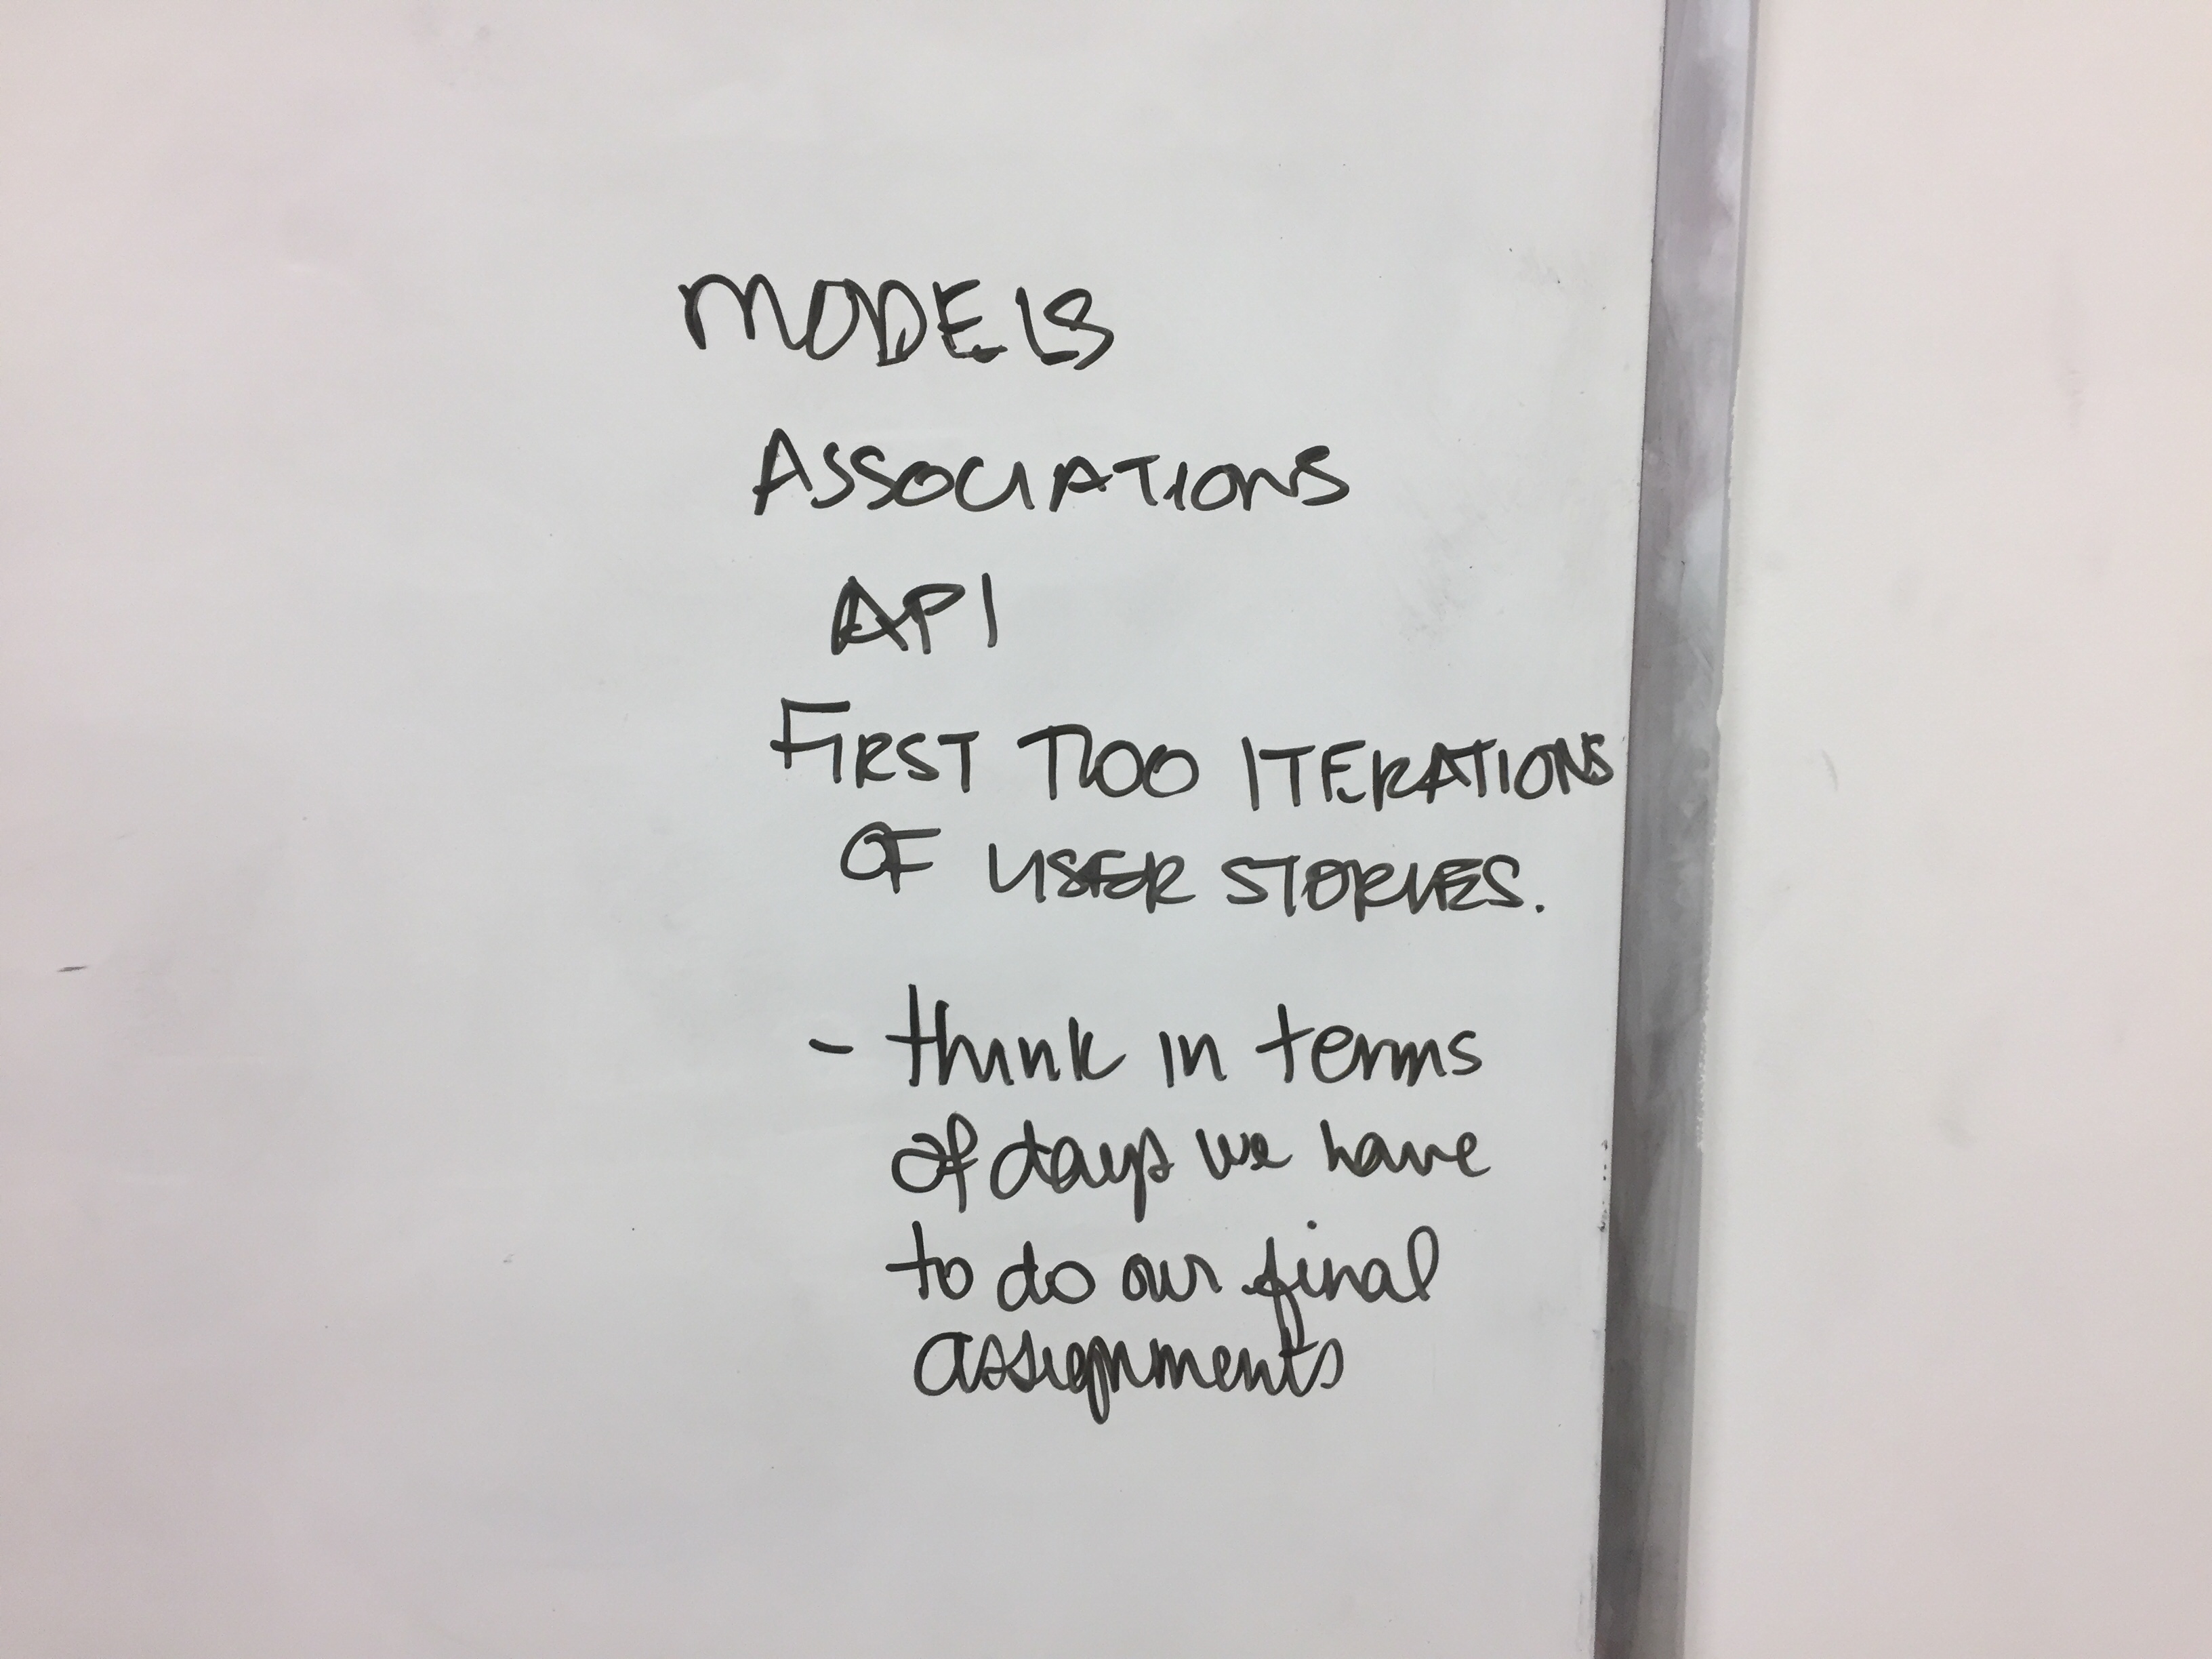 MODELS
ASSOCIATIONS
API
FIRST TWO ITERATIONS
OF USER STORIES.
- think in terms
of days we have
to do our final
assignments